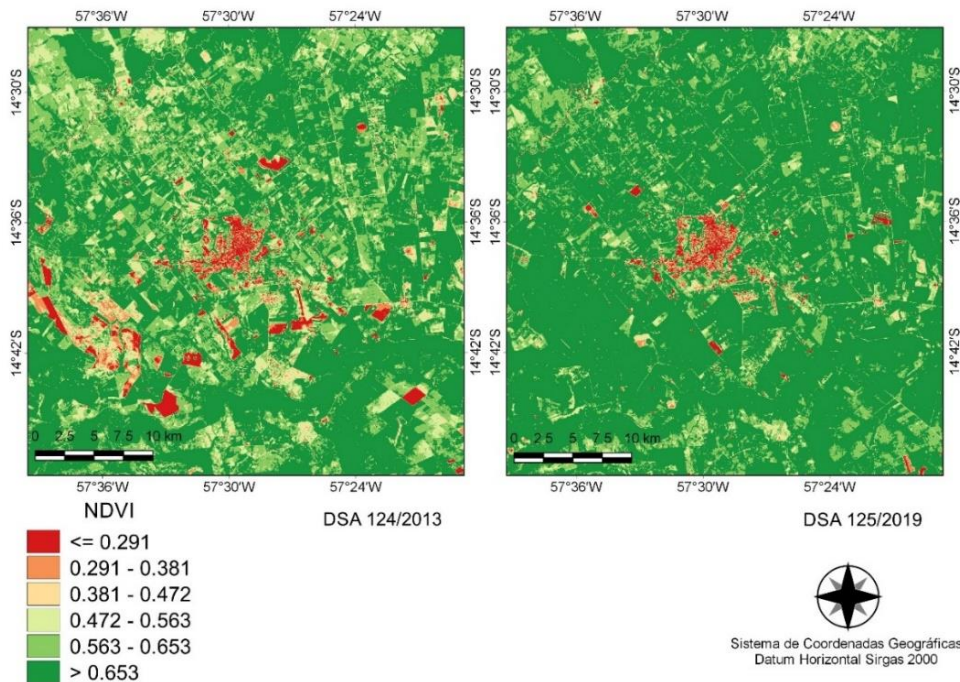 57°36'W 57°30'W 57°24'W 57°36'W 57°30'W 57°24'W
14°30'S 14°30'S 14°30'S 14°30'S
14°36'S 14°36'S 14°36'S 14°36'S
14°42'S 14°42'S 14°42'S 14°42'S
0 2.5 5 7.5 10 km 0 2.5 5 7.5 10 km
57°36'W 57°30'W 57°24'W 57°36'W 57°30'W 57°24'W
NDVI
DSA 124/2013
DSA 125/2019
<= 0.291
0.291 - 0.381
0.381 - 0.472
0.472 - 0.563
0.563 - 0.653
> 0.653
Sistema de Coordenadas Geográficas
Datum Horizontal Sirgas 2000